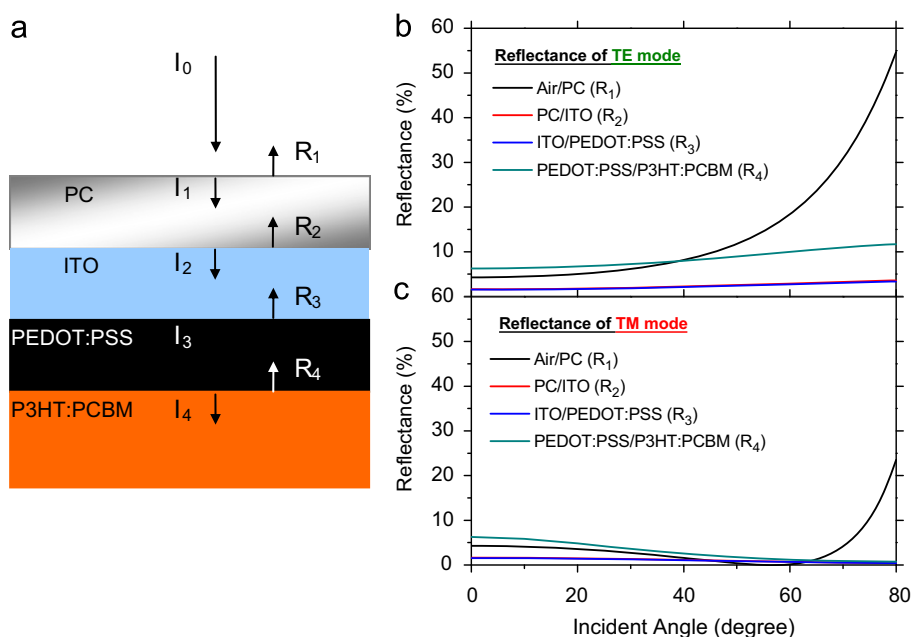 a
I0
R1
PC
I1
R2
ITO
I2
R3
PEDOT:PSS
I3
R4
P3HT:PCBM
I4
b
Reflectance of TE mode
Air/PC (R1)
PC/ITO (R2)
ITO/PEDOT:PSS (R3)
PEDOT:PSS/P3HT:PCBM (R4)
Reflectance (%)
60
50
40
30
20
10
c
Reflectance of TM mode
Air/PC (R1)
PC/ITO (R2)
ITO/PEDOT:PSS (R3)
PEDOT:PSS/P3HT:PCBM (R4)
Reflectance (%)
60
50
40
30
20
10
0
0 20 40 60 80
Incident Angle (degree)